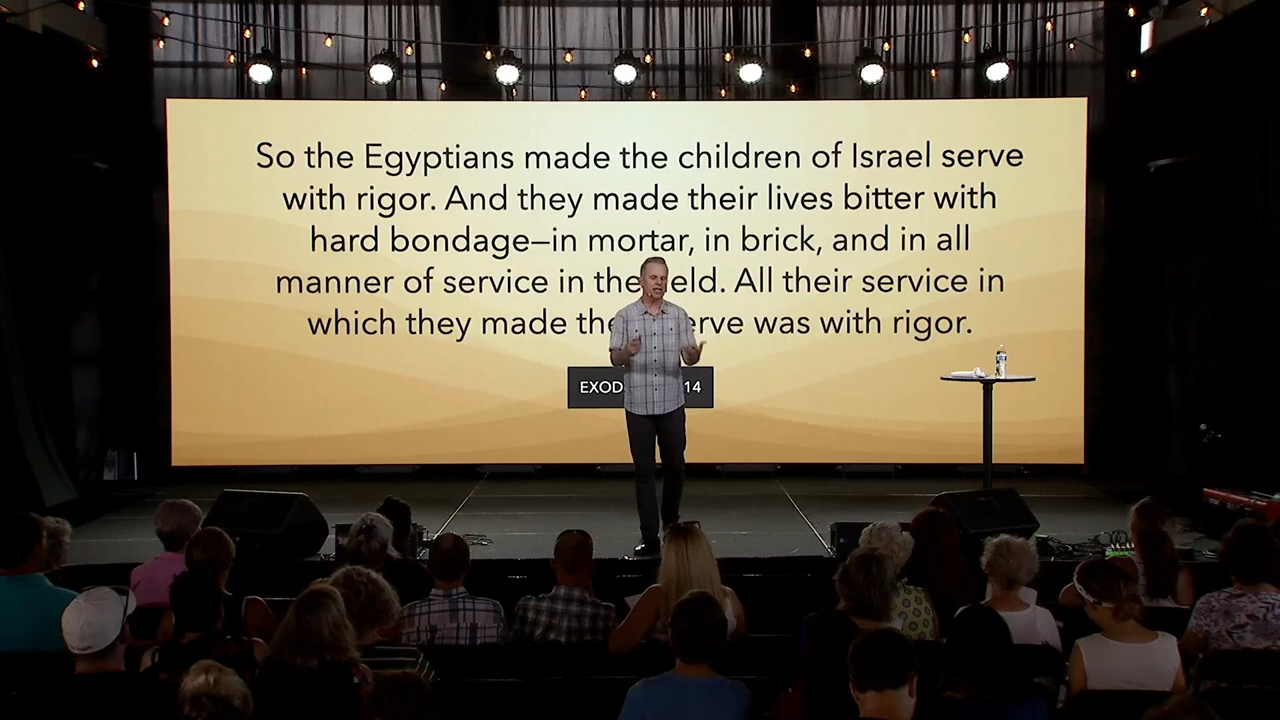 So the Egyptians made the children of Israel serve
with rigor. And they made their lives bitter with
hard bondage—in mortar, in brick, and in all
manner of service in the eld. All their service in
which they made the erve was with rigor.
EXOD 14